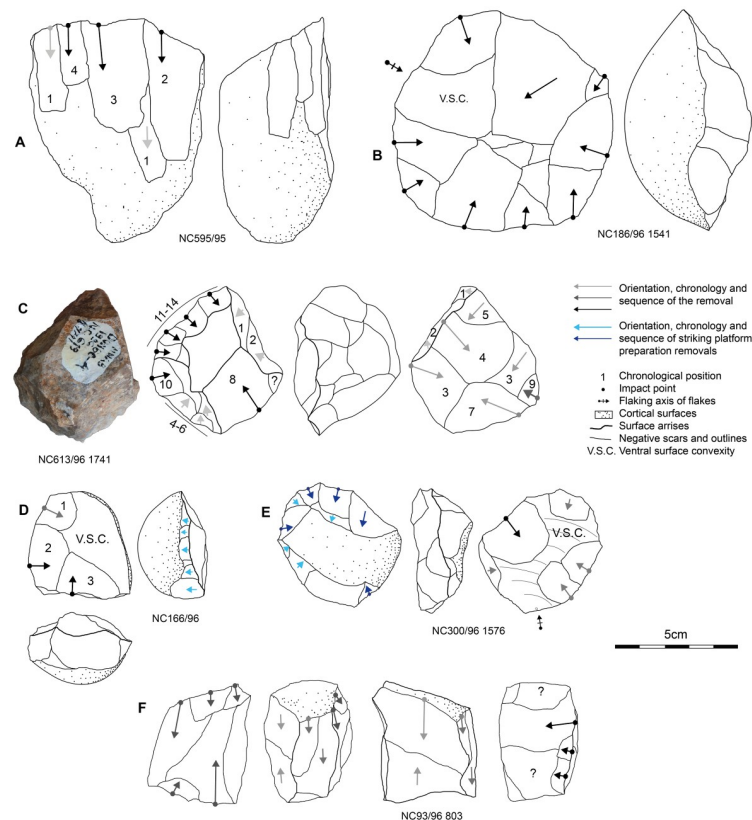 4
1
3
2
1
A
NC595/95
B
V.S.C.
NC186/96 1541
C
NC613/96 1741
11-14
1
2
10
8
?
4-6
1
5
2
4
3
3
9
7
Orientation, chronology and
sequence of the removal
Orientation, chronology and
sequence of striking platform
preparation removals
1 Chronological position
Impact point
Flaking axis of flakes
Cortical surfaces
Surface arrises
Negative scars and outlines
V.S.C. Ventral surface convexity
D
1
V.S.C.
2
3
NC166/96
E
V.S.C.
NC300/96 1576
5cm
F
?
?
NC93/96 803